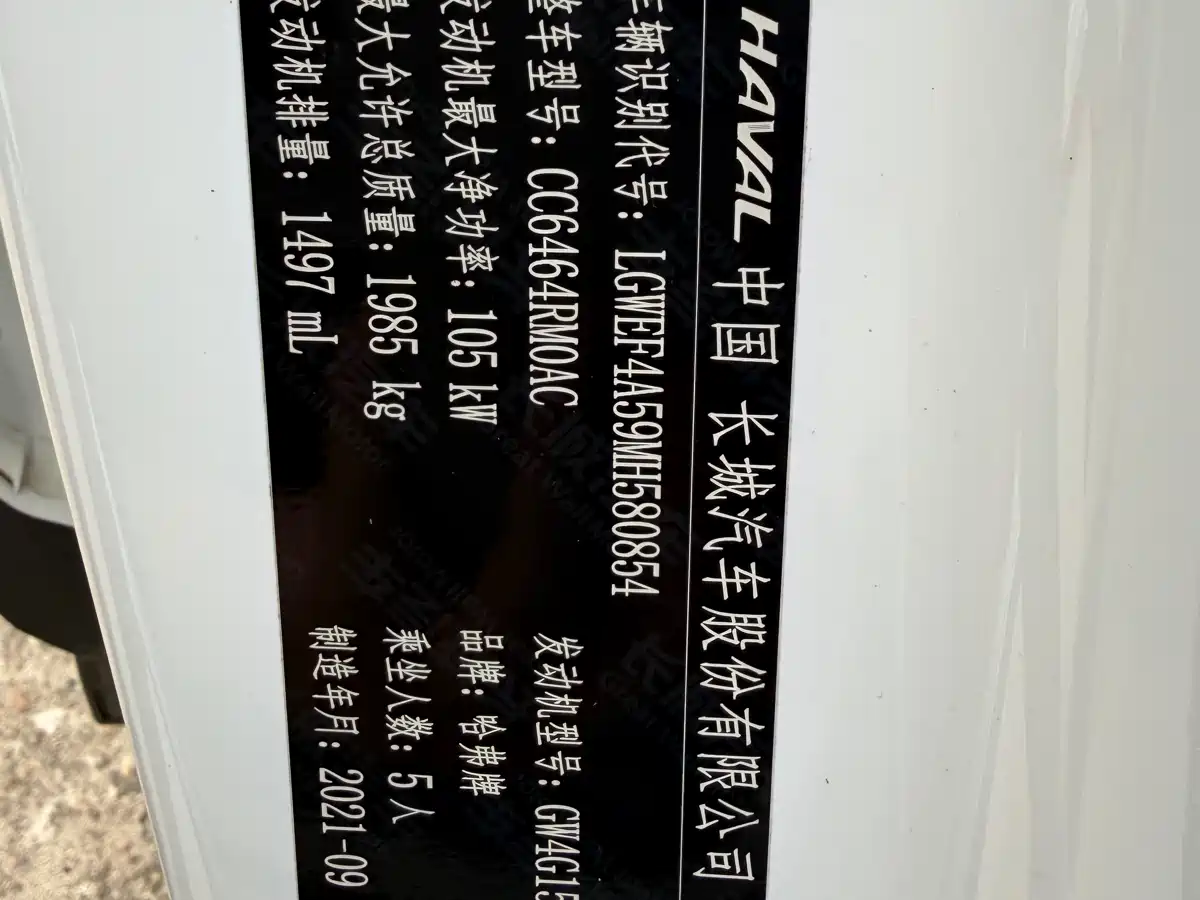 HAVAL 中国 长城汽车股份有限公司
车辆识别代号: LGWEF4A59MH580854
整车型号: CC6464RM0AC 发动机型号: GW4G15
发动机最大净功率: 105kW 品牌: 哈弗牌
最大允许总质量: 1985 kg 乘坐人数: 5 人
发动机排量: 1497 mL 制造年月: 2021-09